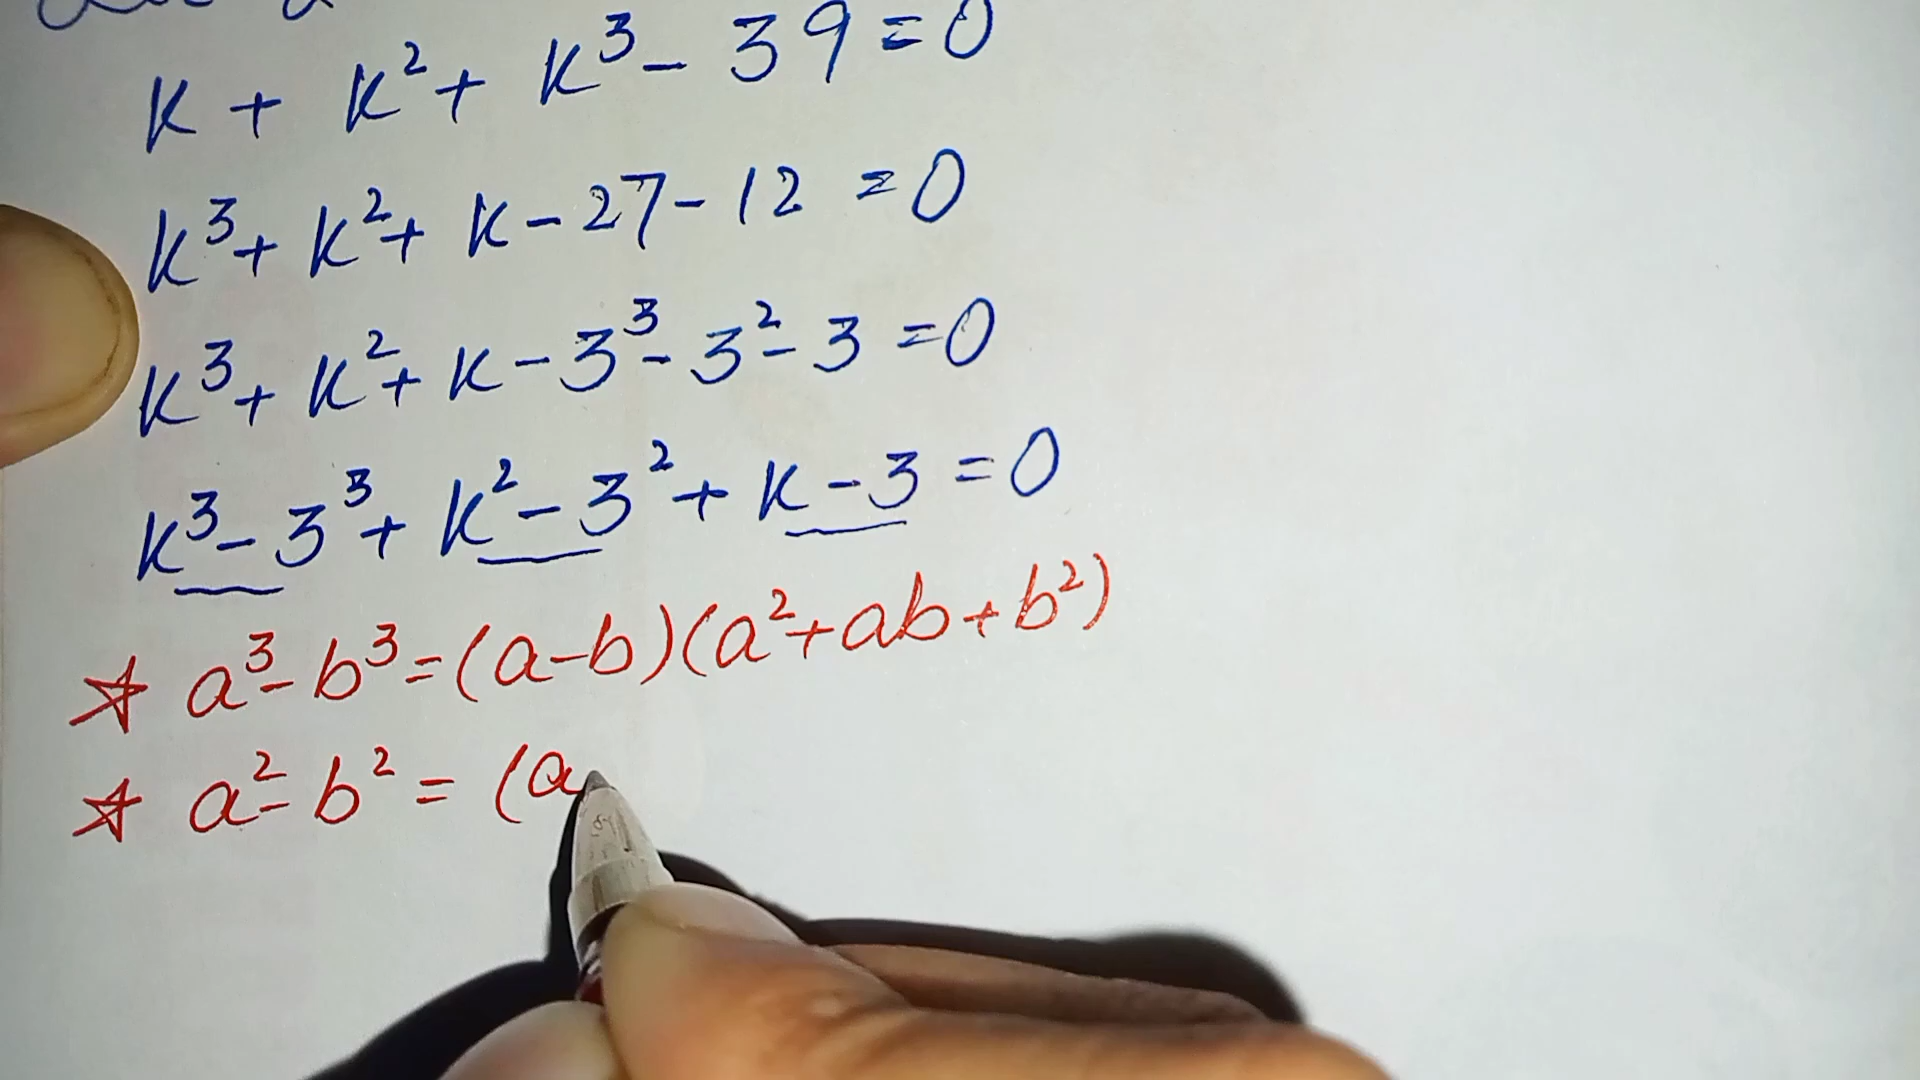 k + k² + k³ - 39 = 0
k³ + k² + k - 27 - 12 = 0
k³ + k² + k - 3³ - 3² - 3 = 0
k³ - 3³ + k² - 3² + k - 3 = 0
☆ a³ - b³ = (a - b)(a² + ab + b²)
☆ a² - b² = (a